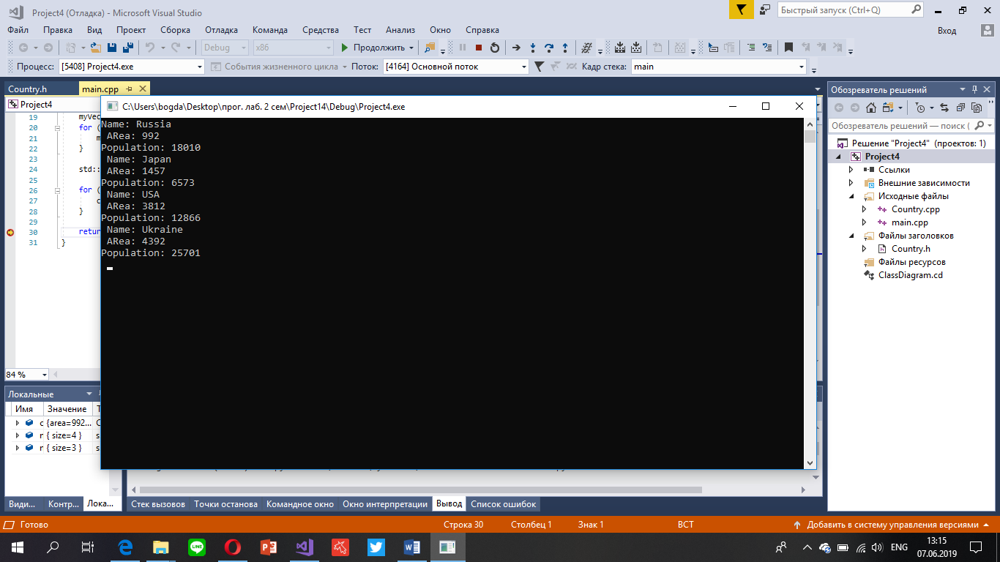 Project4 (Отладка) - Microsoft Visual Studio
Быстрый запуск (Ctrl+Q)
Файл Правка Вид Проект Сборка Отладка Команда Средства Тест Анализ Окно Справка
Вход
Debug x86 Продолжить
Процесс: [5408] Project4.exe События жизненного цикла Поток: [4164] Основной поток Кадр стека: main
Country.h main.cpp
Project4
C:\Users\bogda\Desktop\прог. лаб. 2 сем\Project14\Debug\Project4.exe
19 myVec
20 for (
21 m
22 }
23
24 std::
25
26 for (
27 c
28 }
29
30 retur
31 }
Name: Russia
ARea: 992
Population: 18010
Name: Japan
ARea: 1457
Population: 6573
Name: USA
ARea: 3812
Population: 12866
Name: Ukraine
ARea: 4392
Population: 25701
84 %
Локальные
Имя Значение Т
c {area=992... C
r { size=4 } s
r { size=3 } s
Види... Контр... Лока...
Стек вызовов Точки останова Командное окно Окно интерпретации Вывод Список ошибок
Обозреватель решений
Обозреватель решений — поиск (
Решение "Project4" (проектов: 1)
Project4
Ссылки
Внешние зависимости
Исходные файлы
Country.cpp
main.cpp
Файлы заголовков
Country.h
Файлы ресурсов
ClassDiagram.cd
Готово Строка 30 Столбец 1 Знак 1 ВСТ Добавить в систему управления версиями
LINE
ENG
13:15
07.06.2019